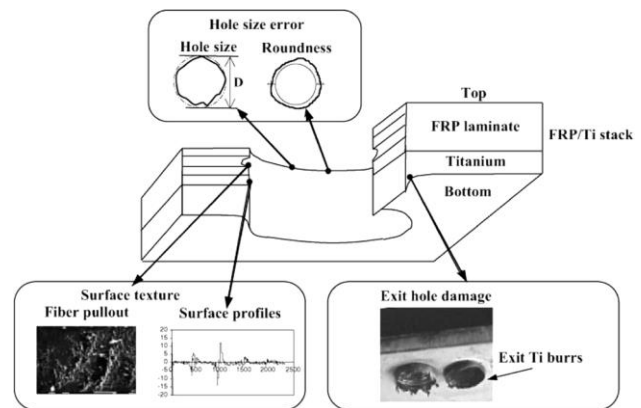 Hole size error
Hole size
Roundness
D
Top
FRP laminate
FRP/Ti stack
Titanium
Bottom
Surface texture
Fiber pullout
Surface profiles
20
15
10
5
0
-5
-10
-15
-20
0
500
1000
1500
2000
2500
Exit hole damage
Exit Ti burrs